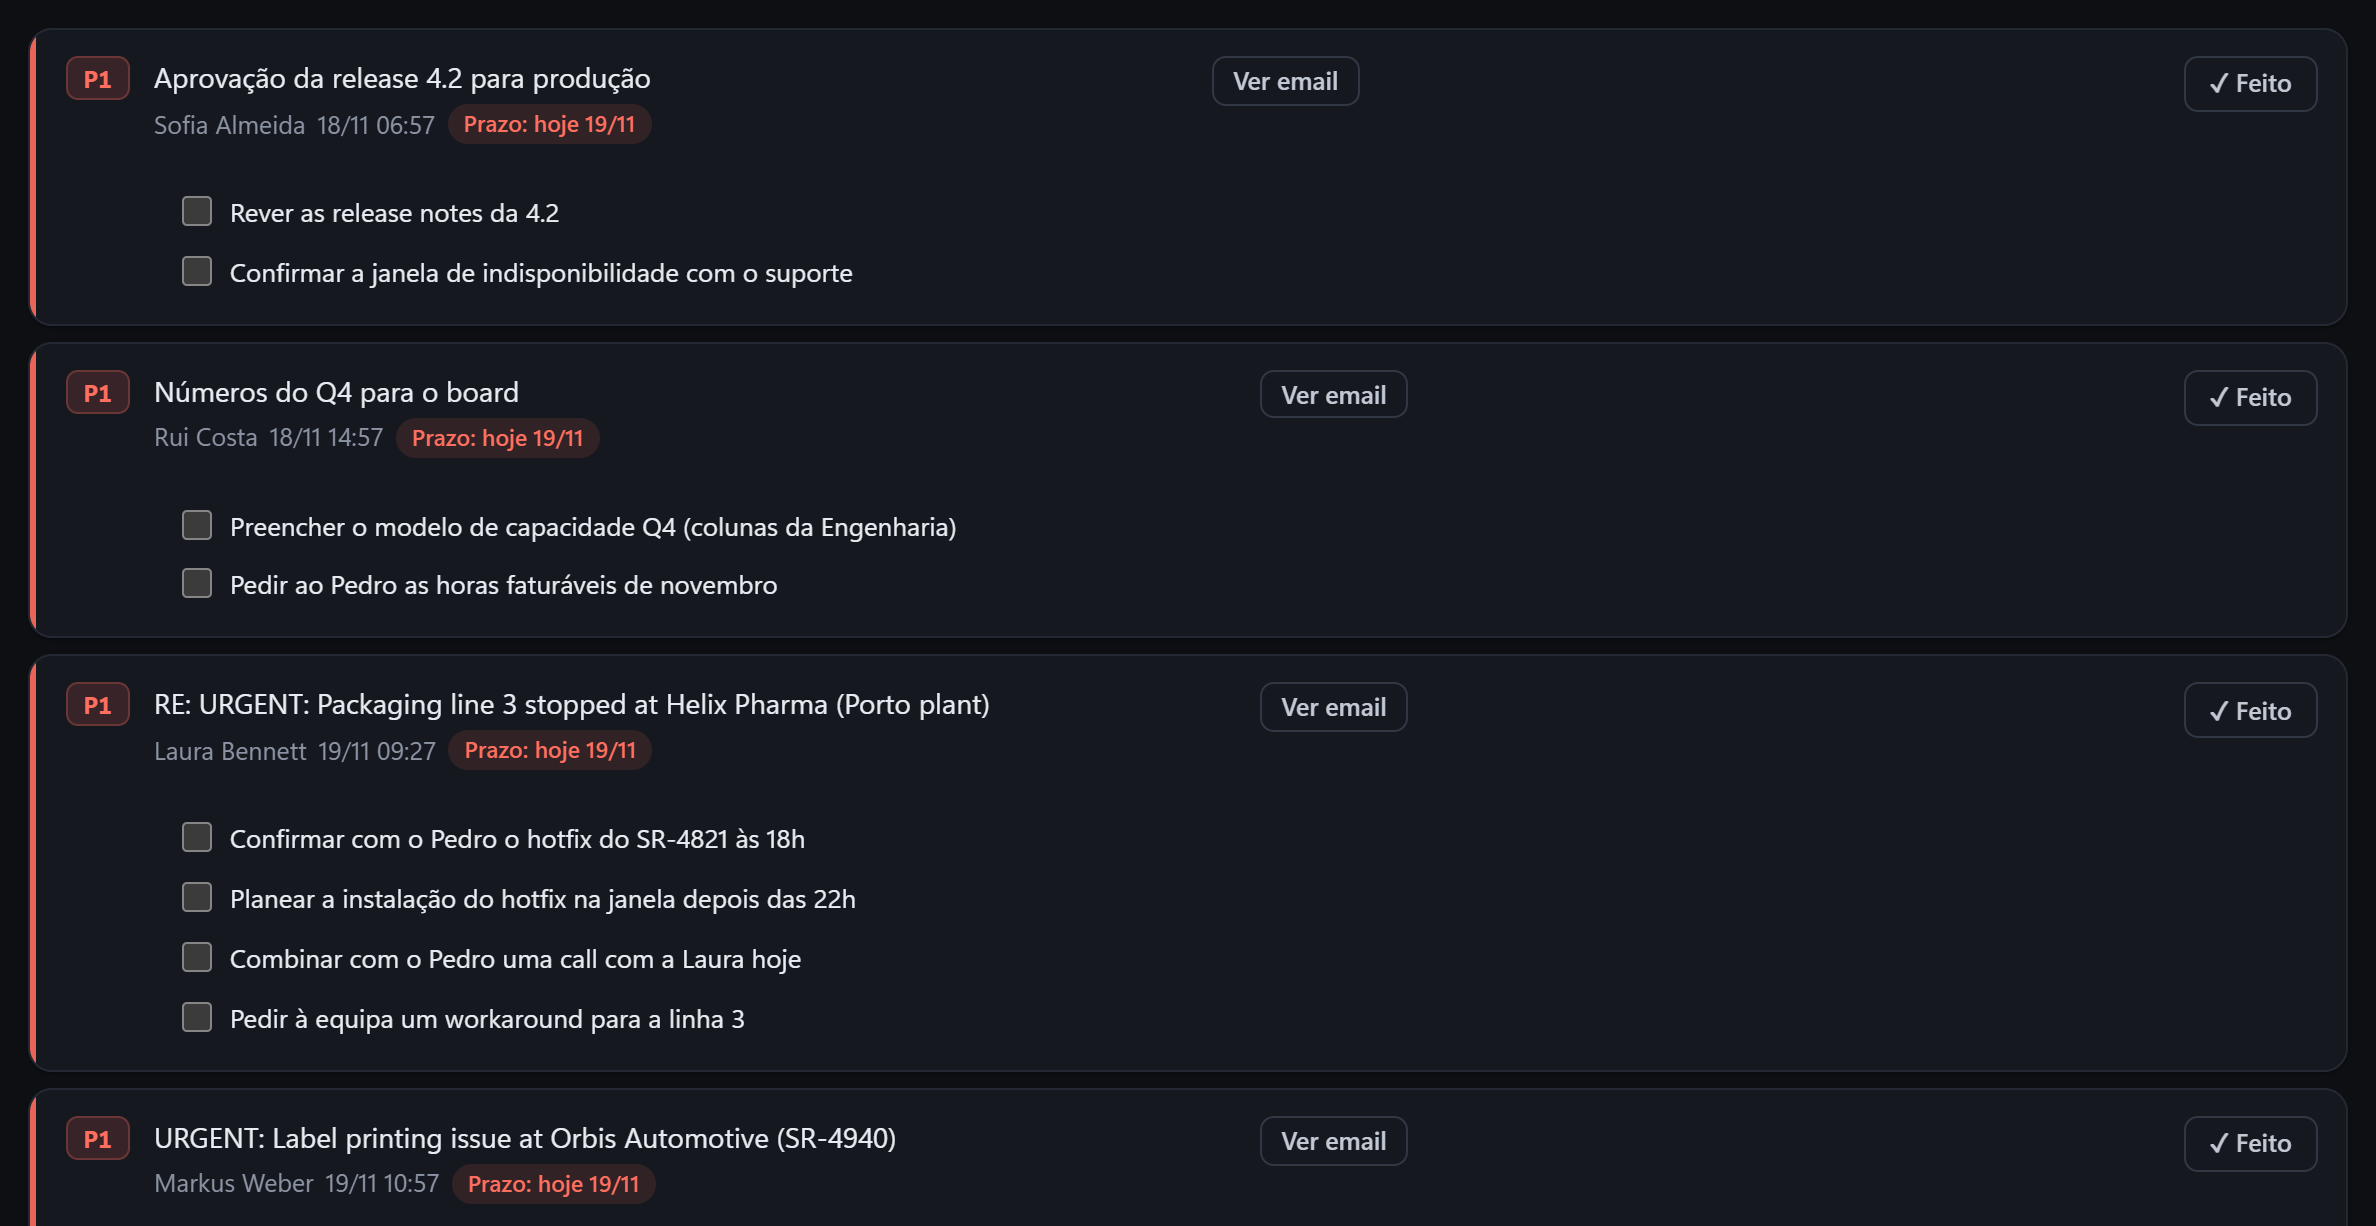 P1 Aprovação da release 4.2 para produção Ver email ✓ Feito
Sofia Almeida 18/11 06:57 Prazo: hoje 19/11
Rever as release notes da 4.2
Confirmar a janela de indisponibilidade com o suporte
P1 Números do Q4 para o board Ver email ✓ Feito
Rui Costa 18/11 14:57 Prazo: hoje 19/11
Preencher o modelo de capacidade Q4 (colunas da Engenharia)
Pedir ao Pedro as horas faturáveis de novembro
P1 RE: URGENT: Packaging line 3 stopped at Helix Pharma (Porto plant) Ver email ✓ Feito
Laura Bennett 19/11 09:27 Prazo: hoje 19/11
Confirmar com o Pedro o hotfix do SR-4821 às 18h
Planear a instalação do hotfix na janela depois das 22h
Combinar com o Pedro uma call com a Laura hoje
Pedir à equipa um workaround para a linha 3
P1 URGENT: Label printing issue at Orbis Automotive (SR-4940) Ver email ✓ Feito
Markus Weber 19/11 10:57 Prazo: hoje 19/11